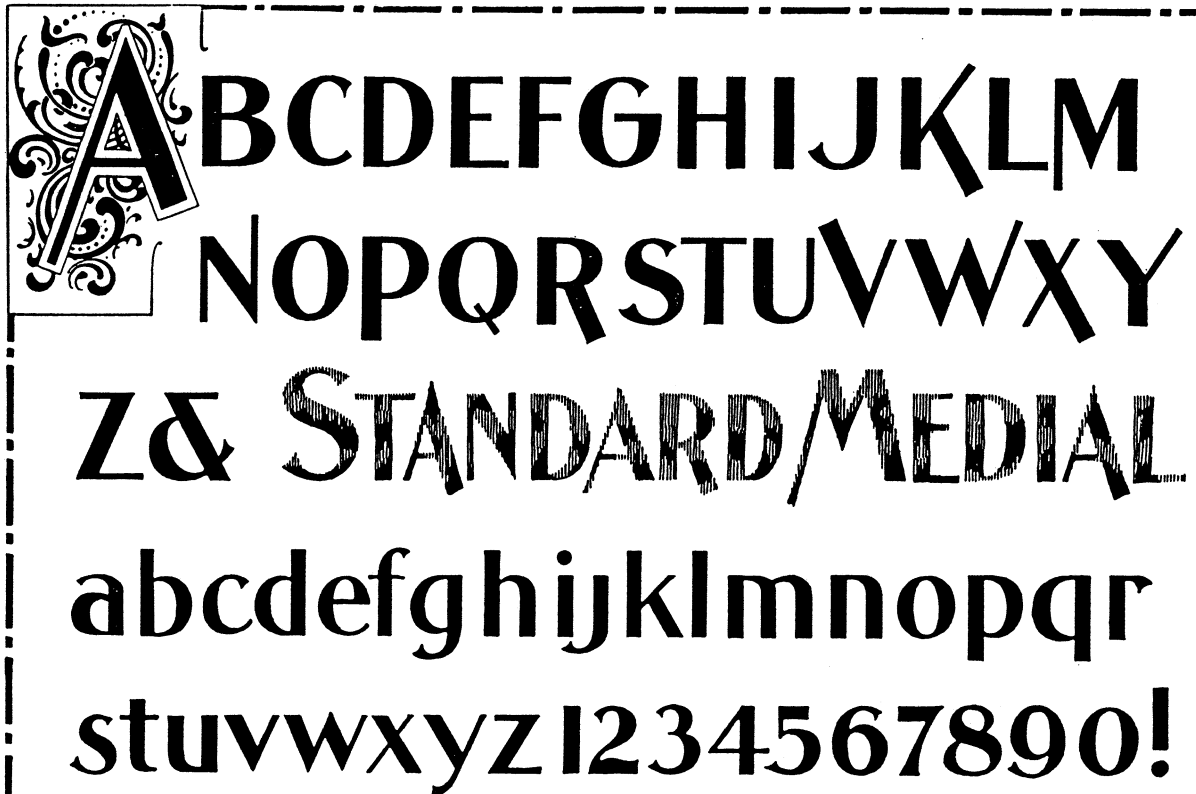 ABCDEFGHIJKLM
NOPQRSTUVWXY
Z& STANDARD MEDIAL
abcdefghijklmnopqr
stuvwxyz1234567890!